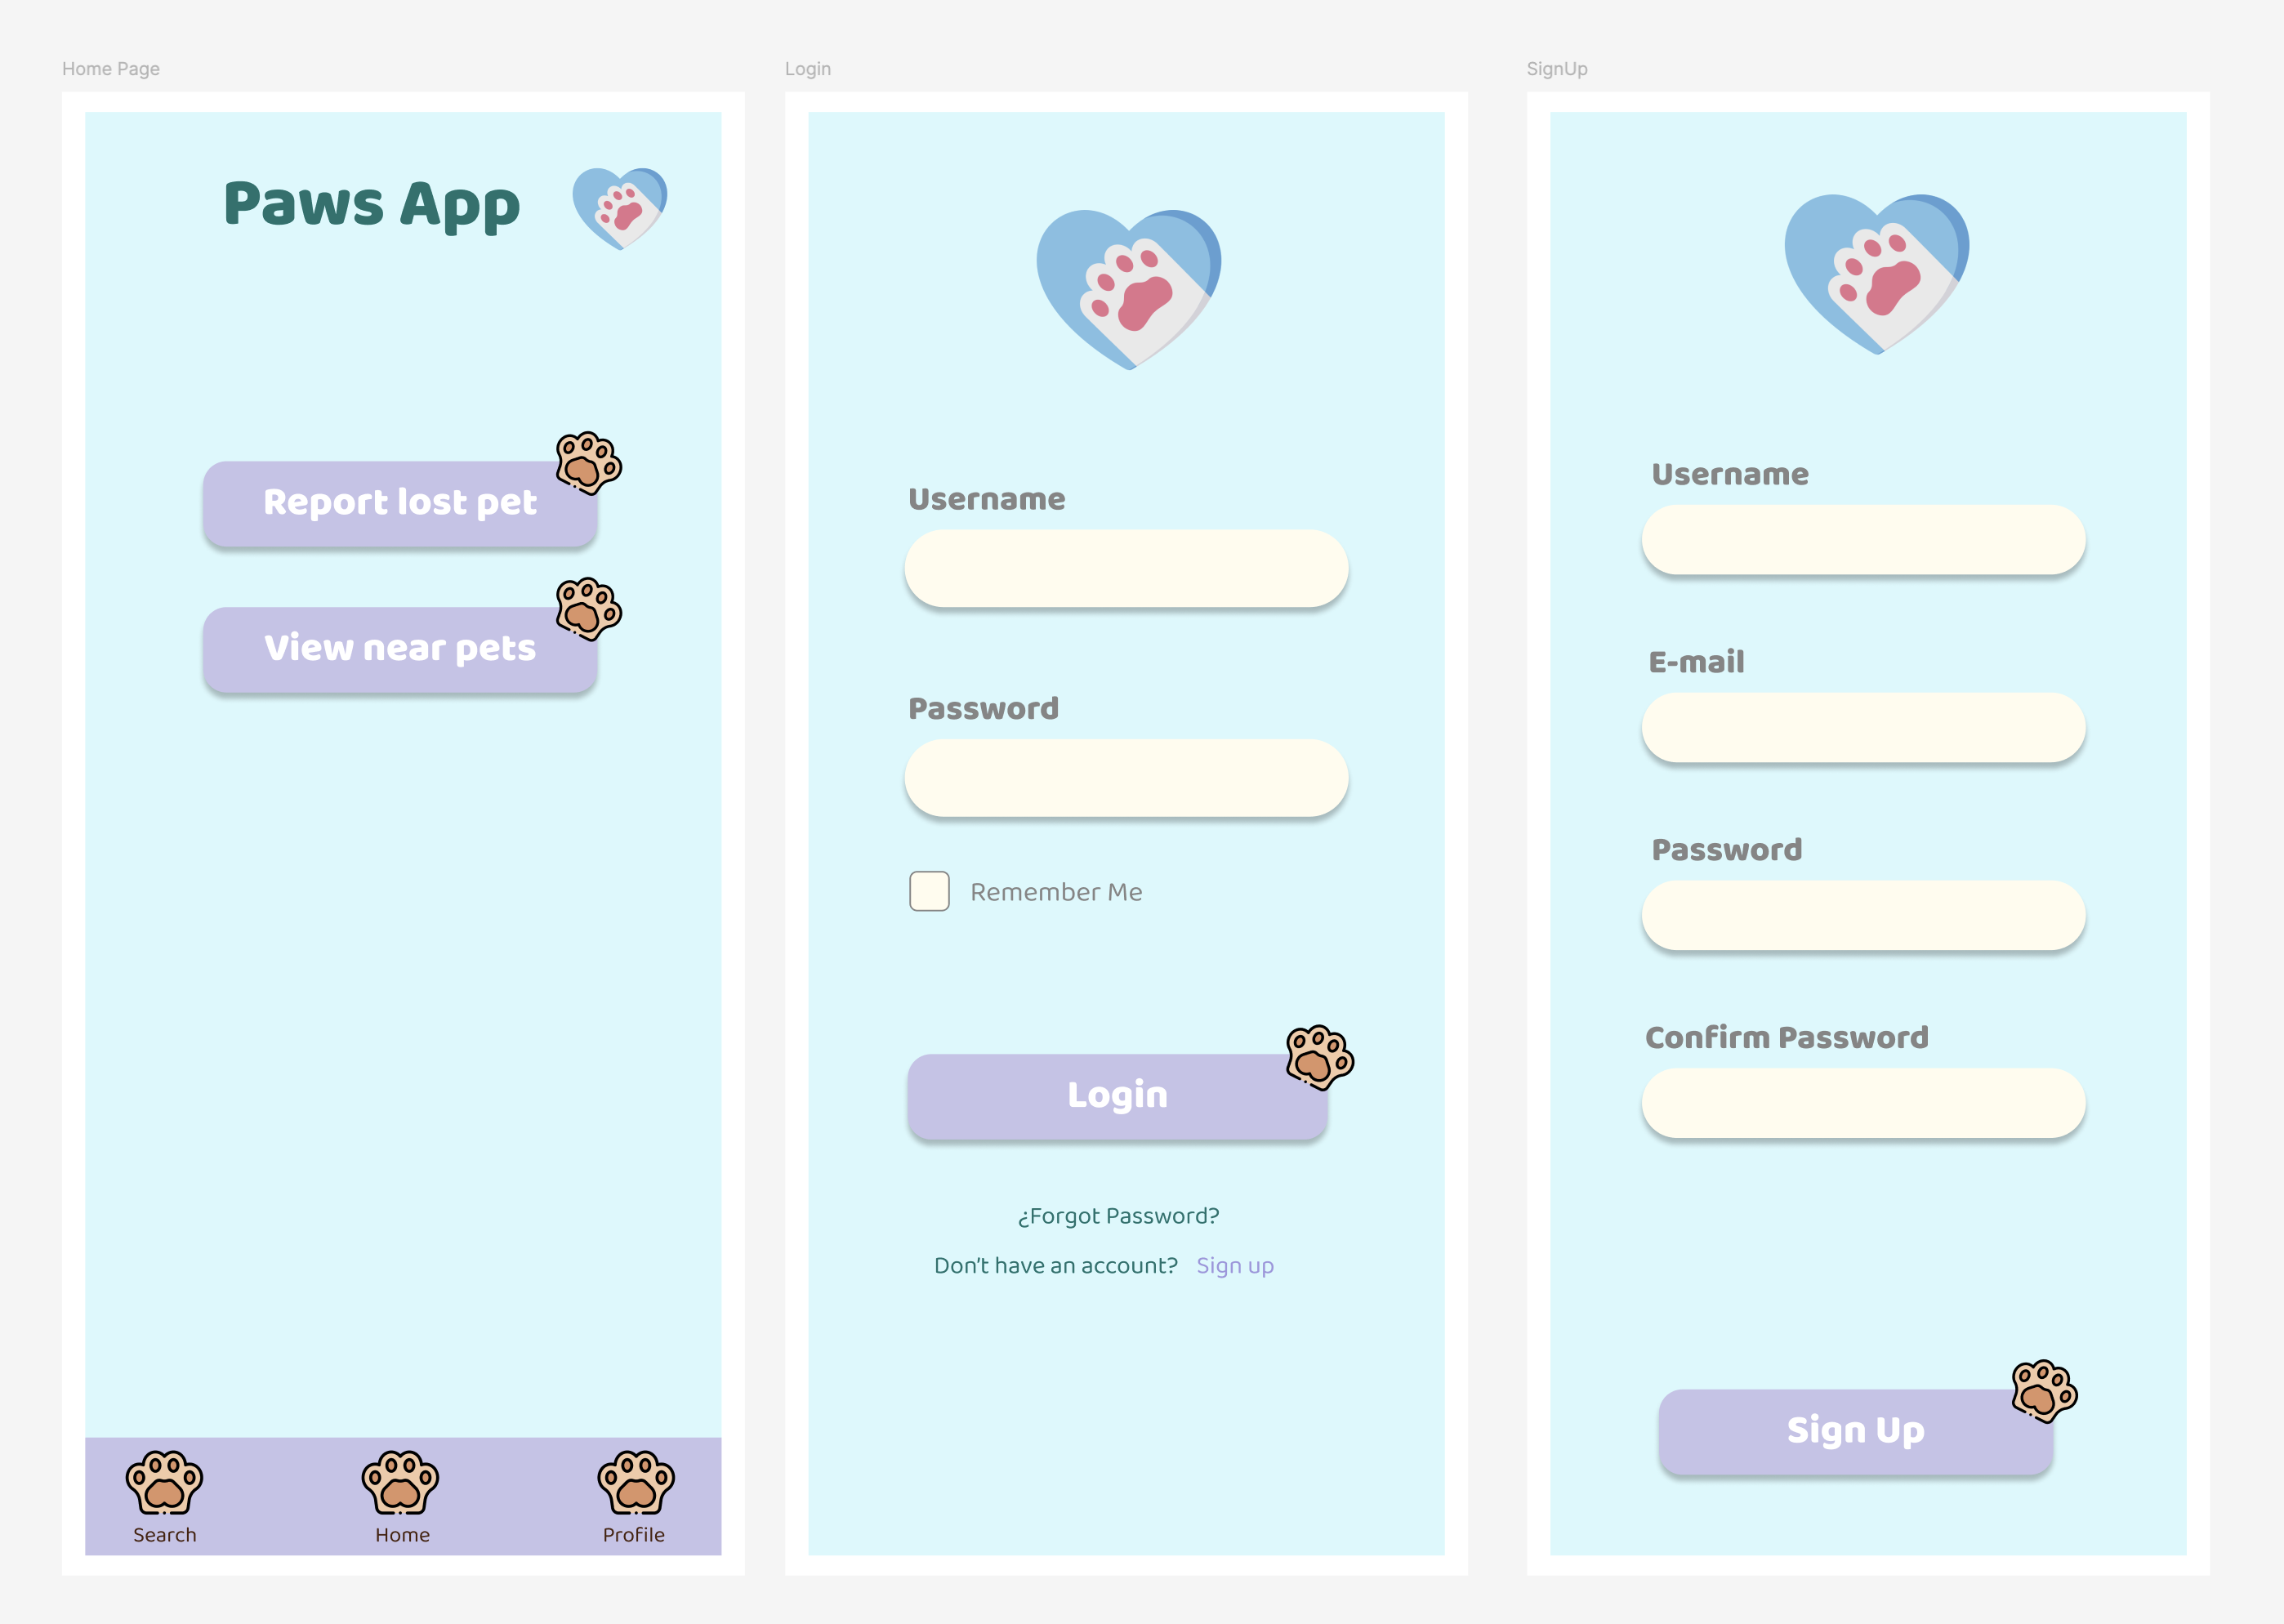 Home Page
Paws App
Report lost pet
View near pets
Search
Home
Profile
Login
Username
Password
Remember Me
Login
¿Forgot Password?
Don't have an account? Sign up
SignUp
Username
E-mail
Password
Confirm Password
Sign Up